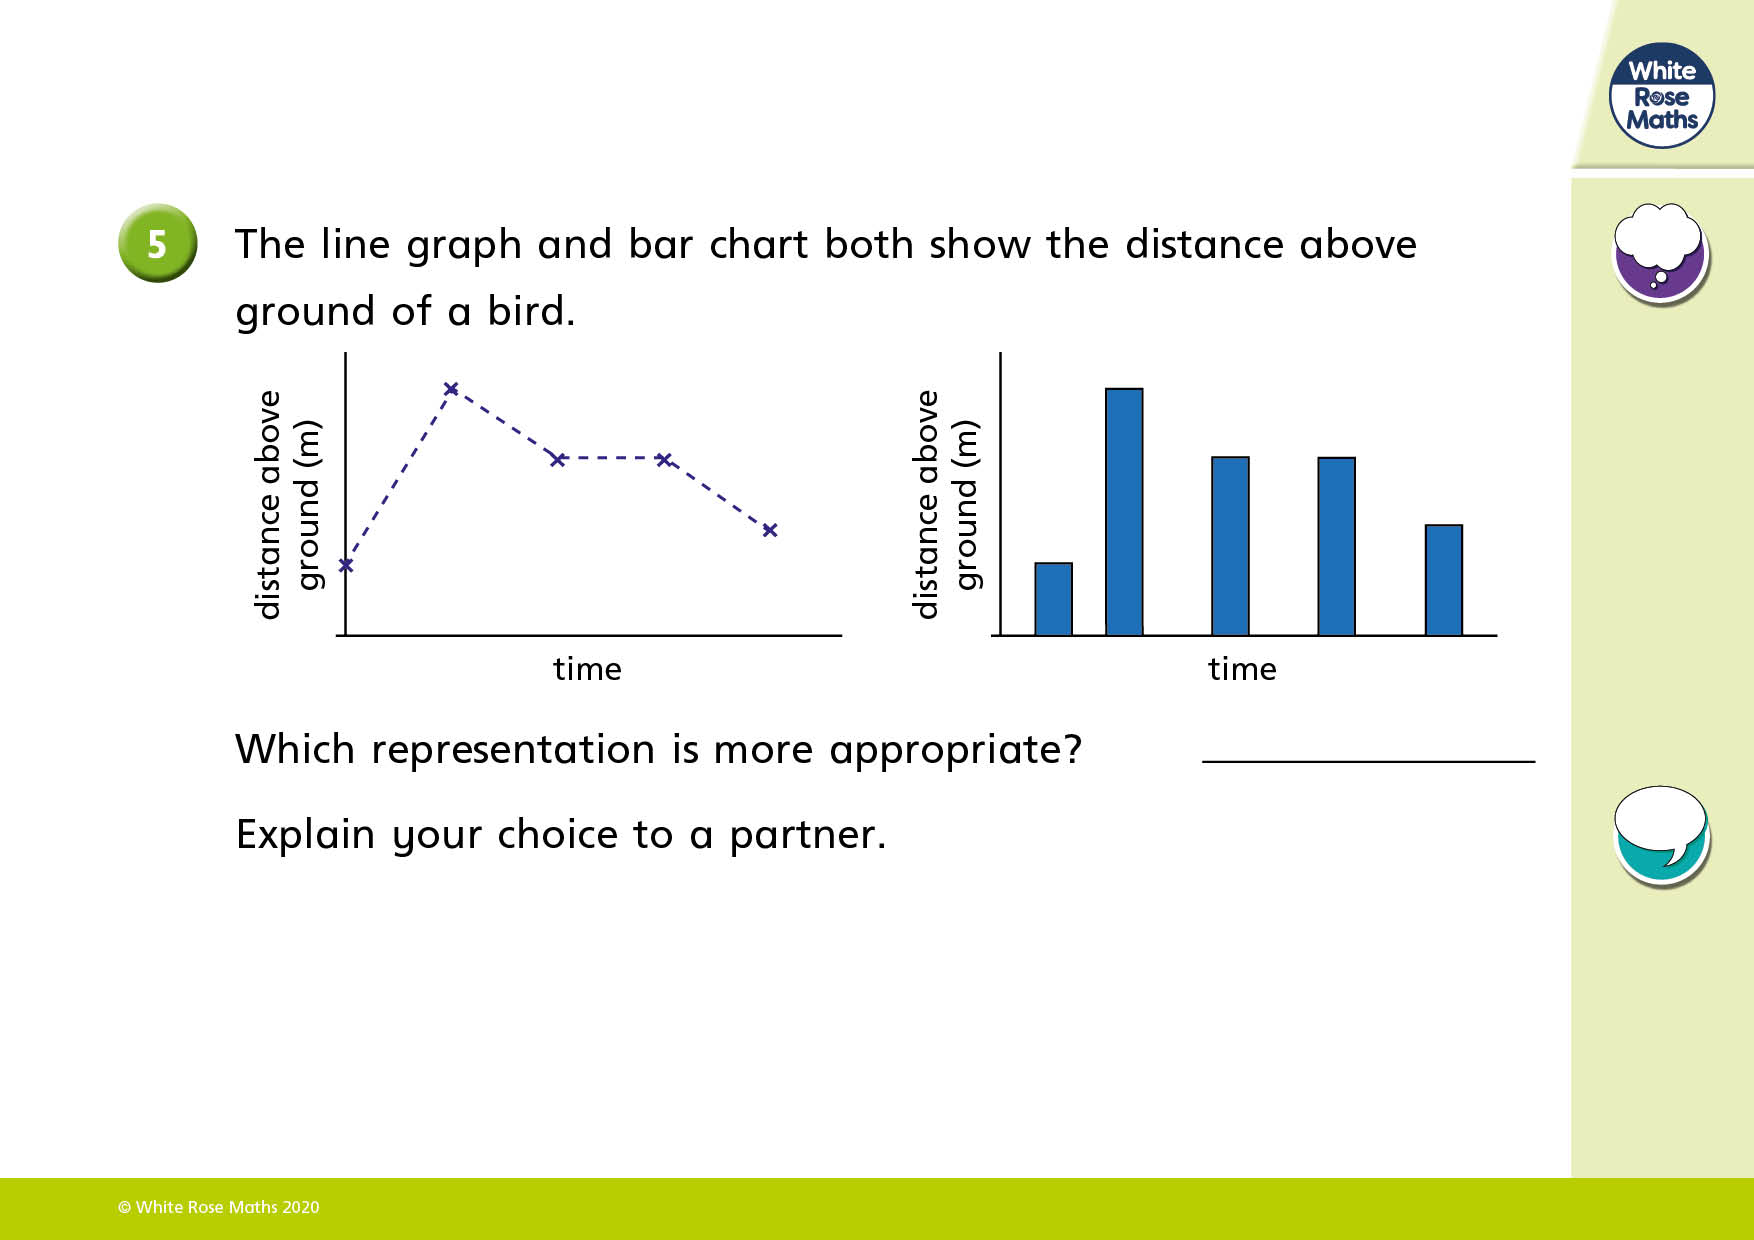 White
Rose
Maths
5
The line graph and bar chart both show the distance above
ground of a bird.
distance above
ground (m)
time
distance above
ground (m)
time
Which representation is more appropriate?
Explain your choice to a partner.
© White Rose Maths 2020